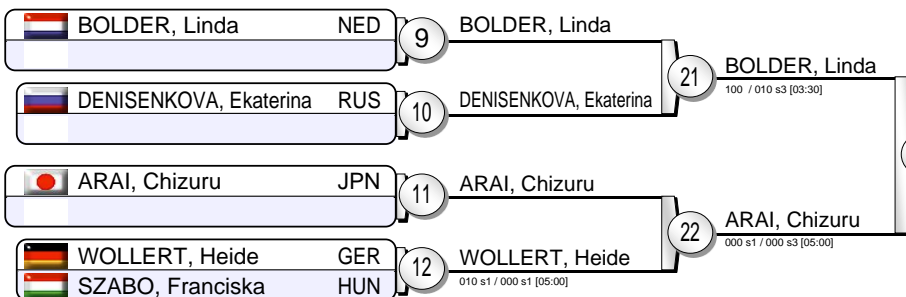 BOLDER, Linda NED
9
BOLDER, Linda
DENISENKOVA, Ekaterina RUS
10
DENISENKOVA, Ekaterina
21
BOLDER, Linda
100 / 010 s3 [03:30]
ARAI, Chizuru JPN
11
ARAI, Chizuru
WOLLERT, Heide GER
SZABO, Franciska HUN
12
WOLLERT, Heide
010 s1 / 000 s1 [05:00]
22
ARAI, Chizuru
000 s1 / 000 s3 [05:00]